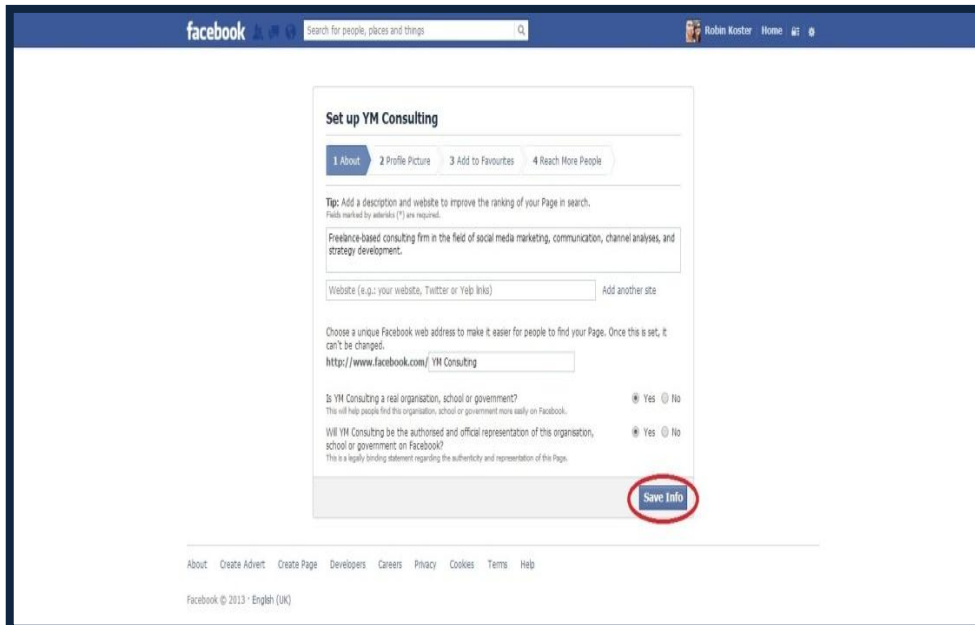 facebook Search for people, places and things Robin Koster Home
Set up YM Consulting
1 About 2 Profile Picture 3 Add to Favourites 4 Reach More People
Tip: Add a description and website to improve the ranking of your Page in search.
Fields marked by asterisks (*) are required.
Freelance-based consulting firm in the field of social media marketing, communication, channel analyses, and
strategy development.
Website (e.g.: your website, Twitter or Yelp links) Add another site
Choose a unique Facebook web address to make it easier for people to find your Page. Once this is set, it
can't be changed.
http://www.facebook.com/ YM Consulting
Is YM Consulting a real organisation, school or government? Yes No
This will help people find this organisation, school or government more easily on Facebook.
Will YM Consulting be the authorised and official representation of this organisation, Yes No
school or government on Facebook?
This is a legally binding statement regarding the authenticity and representation of this Page.
Save Info
About Create Advert Create Page Developers Careers Privacy Cookies Terms Help
Facebook © 2013 · English (UK)